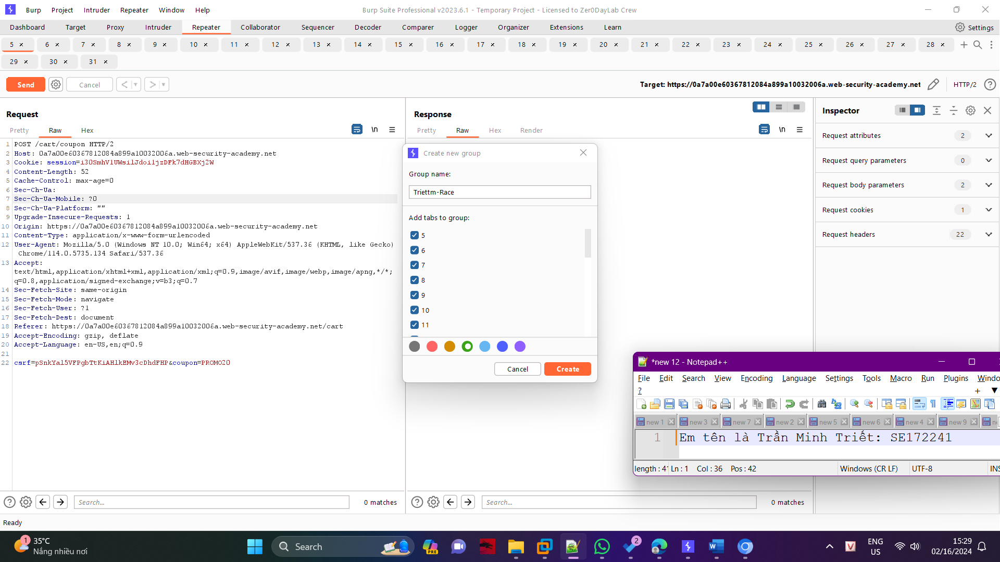 Burp Project Intruder Repeater Window Help
Burp Suite Professional v2023.6.1 - Temporary Project - Licensed to Zer0DayLab Crew
Dashboard Target Proxy Intruder Repeater Collaborator Sequencer Decoder Comparer Logger Organizer Extensions Learn
Settings
5 6 7 8 9 10 11 12 13 14 15 16 17 18 19 20 21 22 23 24 25 26 27 28
29 30 31
Send Cancel
Target: https://0a7a00e60367812084a899a10032006a.web-security-academy.net
HTTP/2
Request
Pretty Raw Hex
\n
1 POST /cart/coupon HTTP/2
2 Host: 0a7a00e60367812084a899a10032006a.web-security-academy.net
3 Cookie: session=i3OSmhVlUWsilJdoi1jzDFk7dHGBXj2W
4 Content-Length: 52
5 Cache-Control: max-age=0
6 Sec-Ch-Ua:
7 Sec-Ch-Ua-Mobile: ?0
8 Sec-Ch-Ua-Platform: ""
9 Upgrade-Insecure-Requests: 1
10 Origin: https://0a7a00e60367812084a899a10032006a.web-security-academy.net
11 Content-Type: application/x-www-form-urlencoded
12 User-Agent: Mozilla/5.0 (Windows NT 10.0; Win64; x64) AppleWebKit/537.36 (KHTML, like Gecko)
Chrome/114.0.5735.134 Safari/537.36
13 Accept:
text/html,application/xhtml+xml,application/xml;q=0.9,image/avif,image/webp,image/apng,*/*;
q=0.8,application/signed-exchange;v=b3;q=0.7
14 Sec-Fetch-Site: same-origin
15 Sec-Fetch-Mode: navigate
16 Sec-Fetch-User: ?1
17 Sec-Fetch-Dest: document
18 Referer: https://0a7a00e60367812084a899a10032006a.web-security-academy.net/cart
19 Accept-Encoding: gzip, deflate
20 Accept-Language: en-US,en;q=0.9
21
22 csrf=pSnkYal5VFPgbTtKiAHlkEMv3cDhdFHP&coupon=PROMO20
Search...
0 matches
Response
Pretty Raw Hex Render
\n
Search...
0 matches
Create new group
Group name:
Triettm-Race
Add tabs to group:
5
6
7
8
9
10
11
Cancel Create
Inspector
Request attributes 2
Request query parameters 0
Request body parameters 2
Request cookies 1
Request headers 22
*new 12 - Notepad++
File Edit Search View Encoding Language Settings Tools Macro Run Plugins Windo
?
new 1 new 3 new 7 new 2 new 5 new 6 new 4 new 9
1 Em tên là Trần Minh Triết: SE172241
length : 41 Ln : 1 Col : 36 Pos : 42 Windows (CR LF) UTF-8 INS
Ready
1
35°C
Nắng nhiều nơi
Search
PRE
2
ENG
US
15:29
02/16/2024